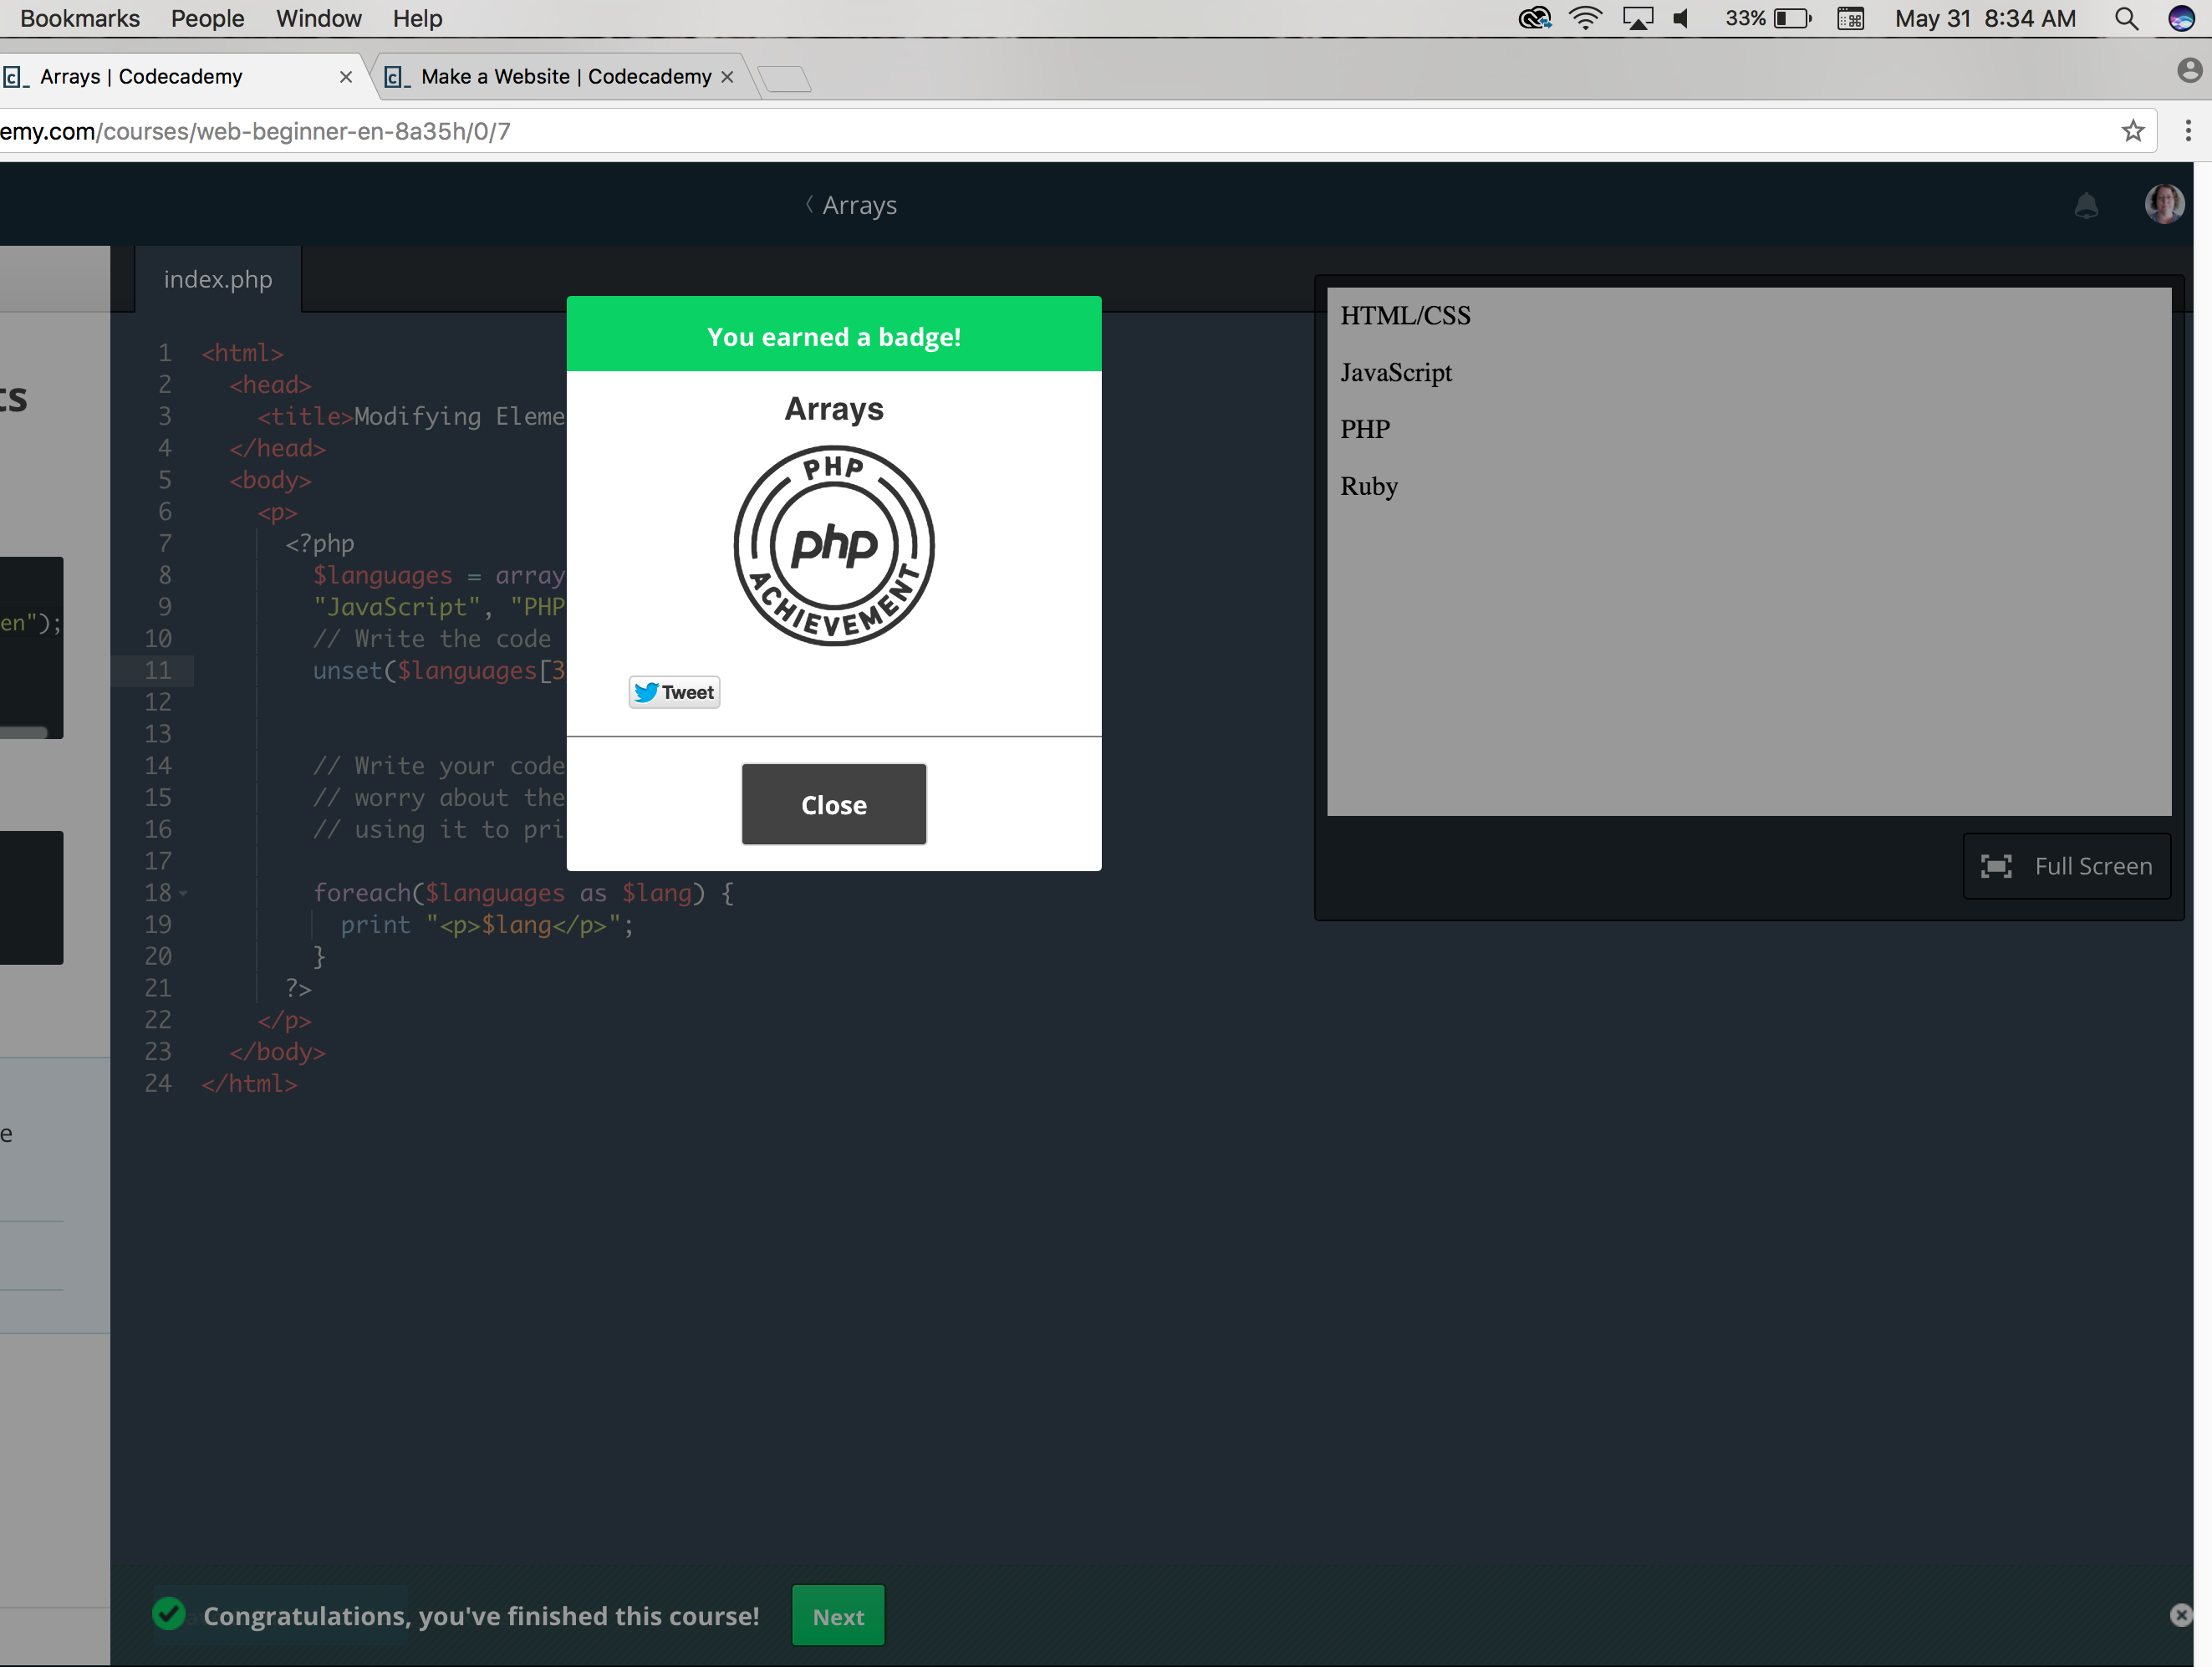 Bookmarks People Window Help 33% May 31 8:34 AM
Arrays | Codecademy Make a Website | Codecademy
emy.com/courses/web-beginner-en-8a35h/0/7
Arrays
index.php
ts
en");
e
1 <html>
2 <head>
3 <title>Modifying Eleme
4 </head>
5 <body>
6 <p>
7 <?php
8 $languages = array
9 "JavaScript", "PHP
10 // Write the code
11 unset($languages[3
12
13
14 // Write your code
15 // worry about the
16 // using it to pri
17
18 foreach($languages as $lang) {
19 print "<p>$lang</p>";
20 }
21 ?>
22 </p>
23 </body>
24 </html>
You earned a badge!
Arrays
PHP
php
ACHIEVEMENT
Tweet
Close
HTML/CSS
JavaScript
PHP
Ruby
Full Screen
Congratulations, you've finished this course! Next